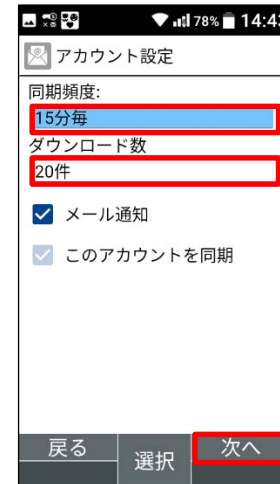 78% 14:43
アカウント設定
同期頻度:
15分毎
ダウンロード数
20件
メール通知
このアカウントを同期
戻る 選択 次へ